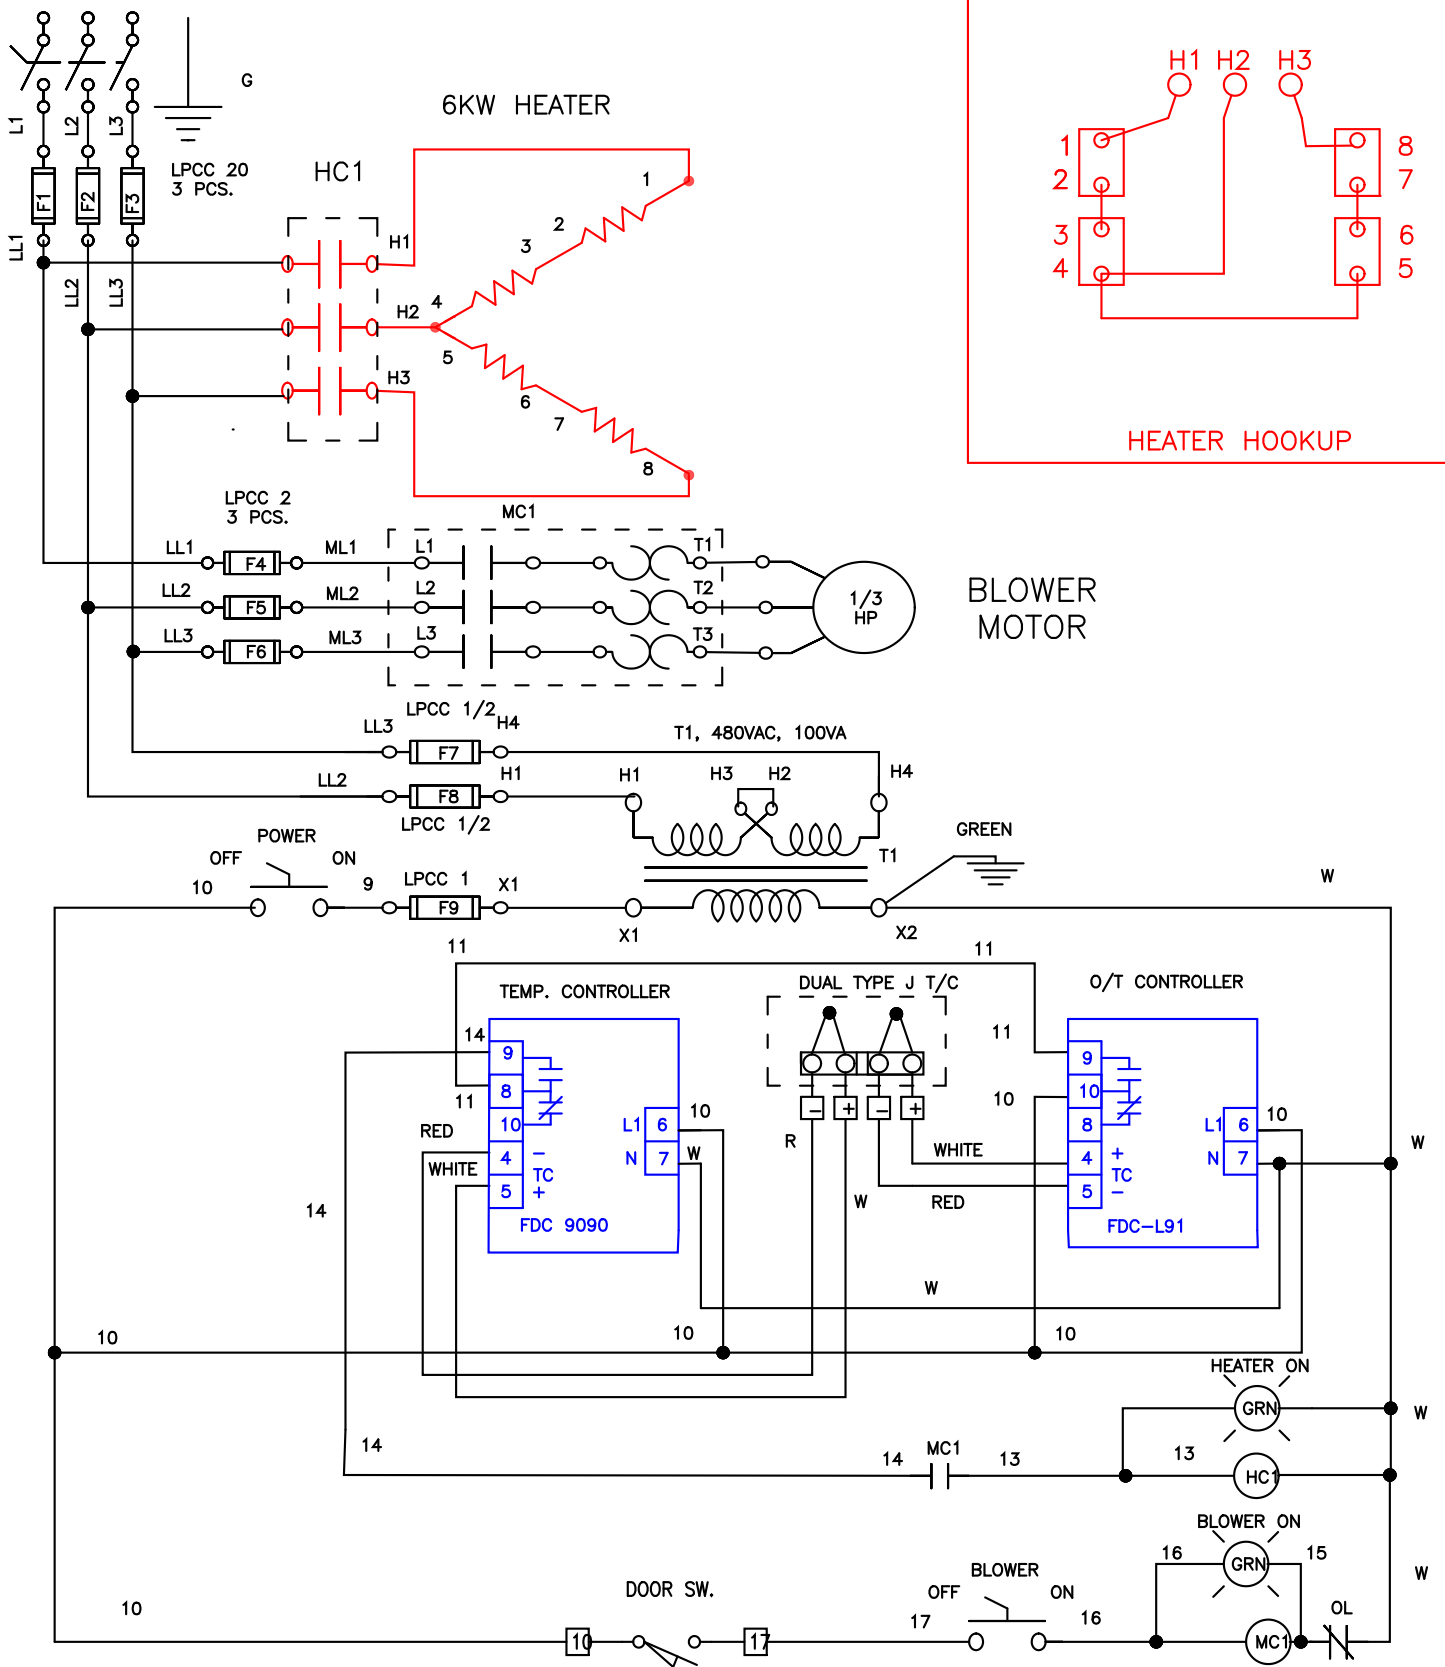 G
L1
L2
L3
LPCC 20
3 PCS.
F1
F2
F3
LL1
LL2
LL3
6KW HEATER
HC1
H1
H2
H3
1
2
3
4
5
6
7
8
H1 H2 H3
1
2
3
4
8
7
6
5
HEATER HOOKUP
LPCC 2
3 PCS.
MC1
LL1
F4
ML1
L1
T1
LL2
F5
ML2
L2
T2
LL3
F6
ML3
L3
T3
1/3
HP
BLOWER
MOTOR
LPCC 1/2
LL3
F7
H4
T1, 480VAC, 100VA
LL2
F8
H1
LPCC 1/2
H1
H3
H2
H4
T1
GREEN
POWER
OFF
ON
10
9
LPCC 1
F9
X1
X1
X2
W
11
11
TEMP. CONTROLLER
DUAL TYPE J T/C
O/T CONTROLLER
14
9
8
11
10
RED
4
−
WHITE
TC
5
+
L1
6
10
N
7
W
FDC 9090
−
+
−
+
R
W
WHITE
RED
11
10
9
10
8
4
+
TC
5
−
L1
6
10
N
7
W
FDC−L91
14
W
10
10
10
HEATER ON
GRN
W
14
14
MC1
13
13
HC1
BLOWER ON
16
GRN
15
W
10
DOOR SW.
10
17
17
BLOWER
OFF
ON
16
MC1
OL